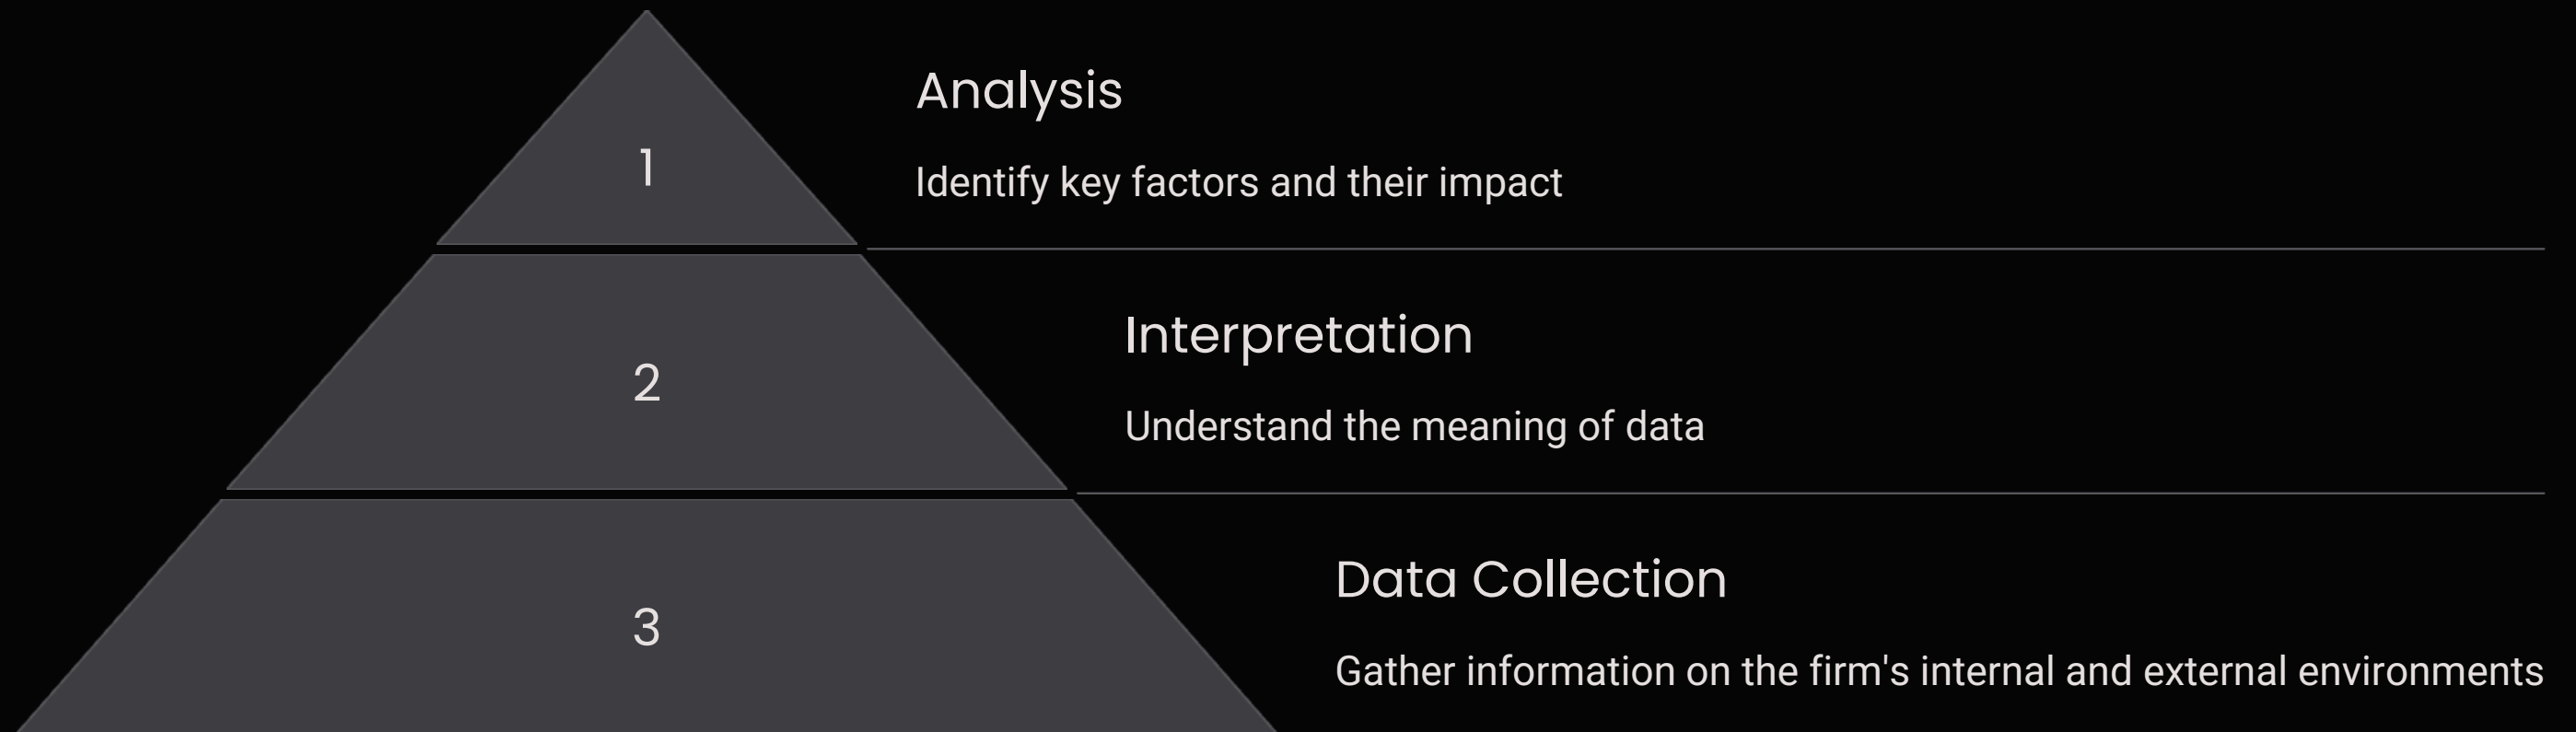 1
Analysis
Identify key factors and their impact
2
Interpretation
Understand the meaning of data
3
Data Collection
Gather information on the firm's internal and external environments